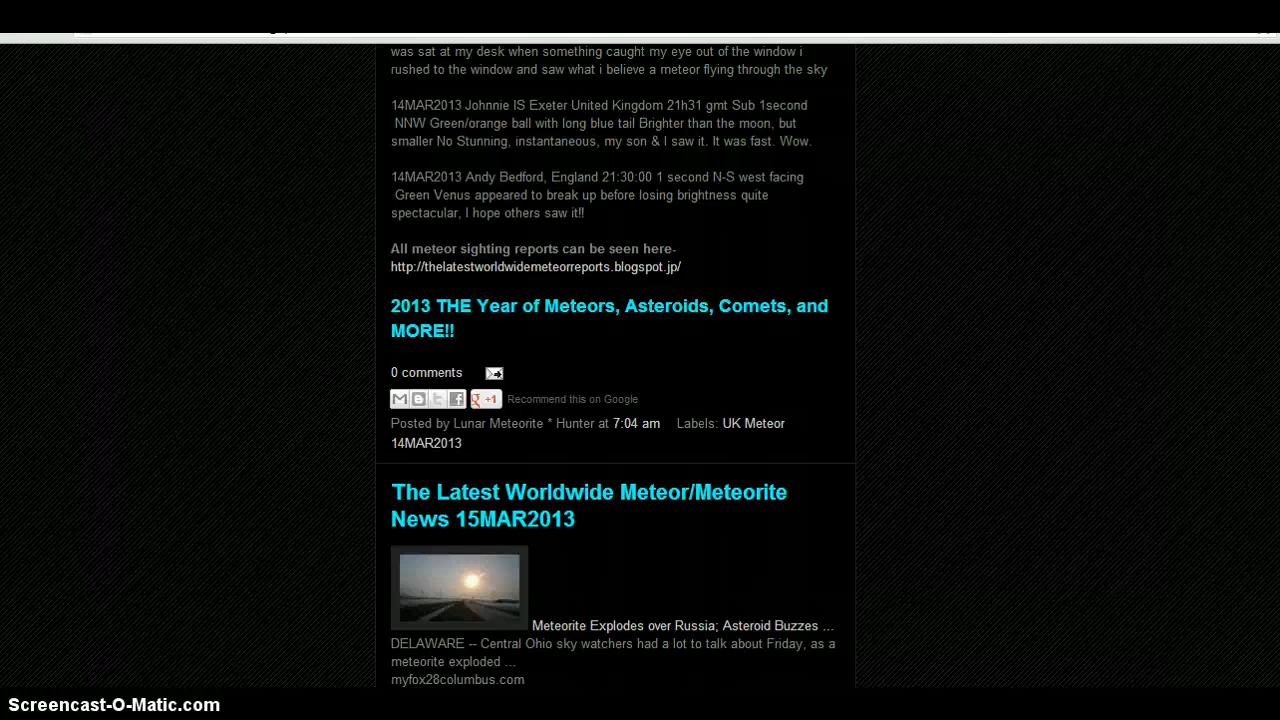 was sat at my desk when something caught my eye out of the window i
rushed to the window and saw what i believe a meteor flying through the sky
14MAR2013 Johnnie IS Exeter United Kingdom 21h31 gmt Sub 1second
NNW Green/orange ball with long blue tail Brighter than the moon, but
smaller No Stunning, instantaneous, my son & I saw it. It was fast. Wow.
14MAR2013 Andy Bedford, England 21:30:00 1 second N-S west facing
Green Venus appeared to break up before losing brightness quite
spectacular, I hope others saw it!!
All meteor sighting reports can be seen here-
http://thelatestworldwidemeteorreports.blogspot.jp/
2013 THE Year of Meteors, Asteroids, Comets, and
MORE!!
0 comments
+1 Recommend this on Google
Posted by Lunar Meteorite * Hunter at 7:04 am Labels: UK Meteor
14MAR2013
The Latest Worldwide Meteor/Meteorite
News 15MAR2013
Meteorite Explodes over Russia; Asteroid Buzzes ...
DELAWARE -- Central Ohio sky watchers had a lot to talk about Friday, as a
meteorite exploded ...
myfox28columbus.com
Screencast-O-Matic.com